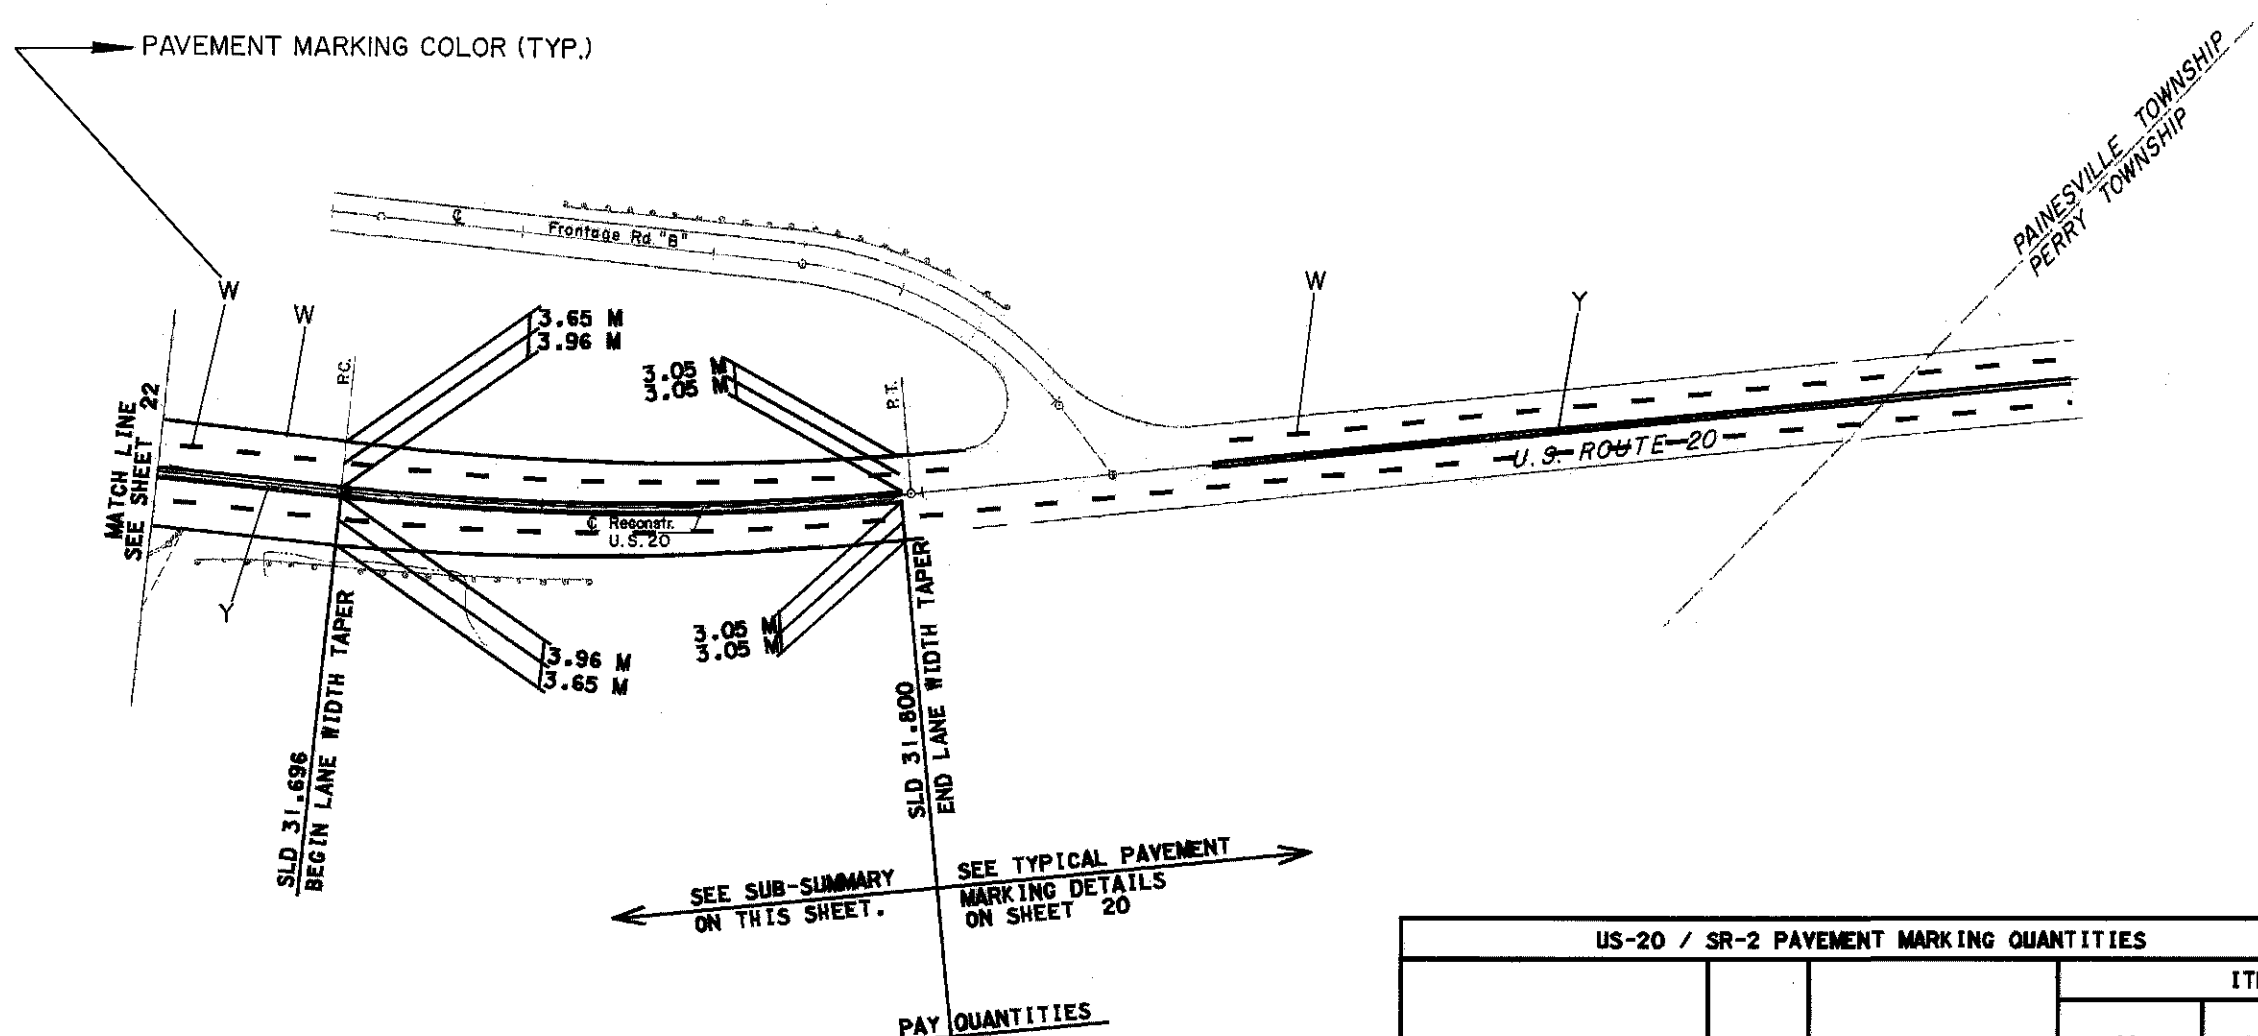 PAVEMENT MARKING COLOR (TYP.)
PAINESVILLE TOWNSHIP
PERRY TOWNSHIP
℄
Frontage Rd "B"
W
W
W
Y
3.65 M
3.96 M
3.05 M
3.05 M
P.C.
P.T.
MATCH LINE
SEE SHEET 22
U.S. ROUTE 20
℄ Reconstr.
U.S.20
Y
3.96 M
3.65 M
3.05 M
3.05 M
SLD 31.696
BEGIN LANE WIDTH TAPER
SLD 31.800
END LANE WIDTH TAPER
SEE SUB-SUMMARY
ON THIS SHEET.
SEE TYPICAL PAVEMENT
MARKING DETAILS
ON SHEET 20
PAY QUANTITIES
US-20 / SR-2 PAVEMENT MARKING QUANTITIES